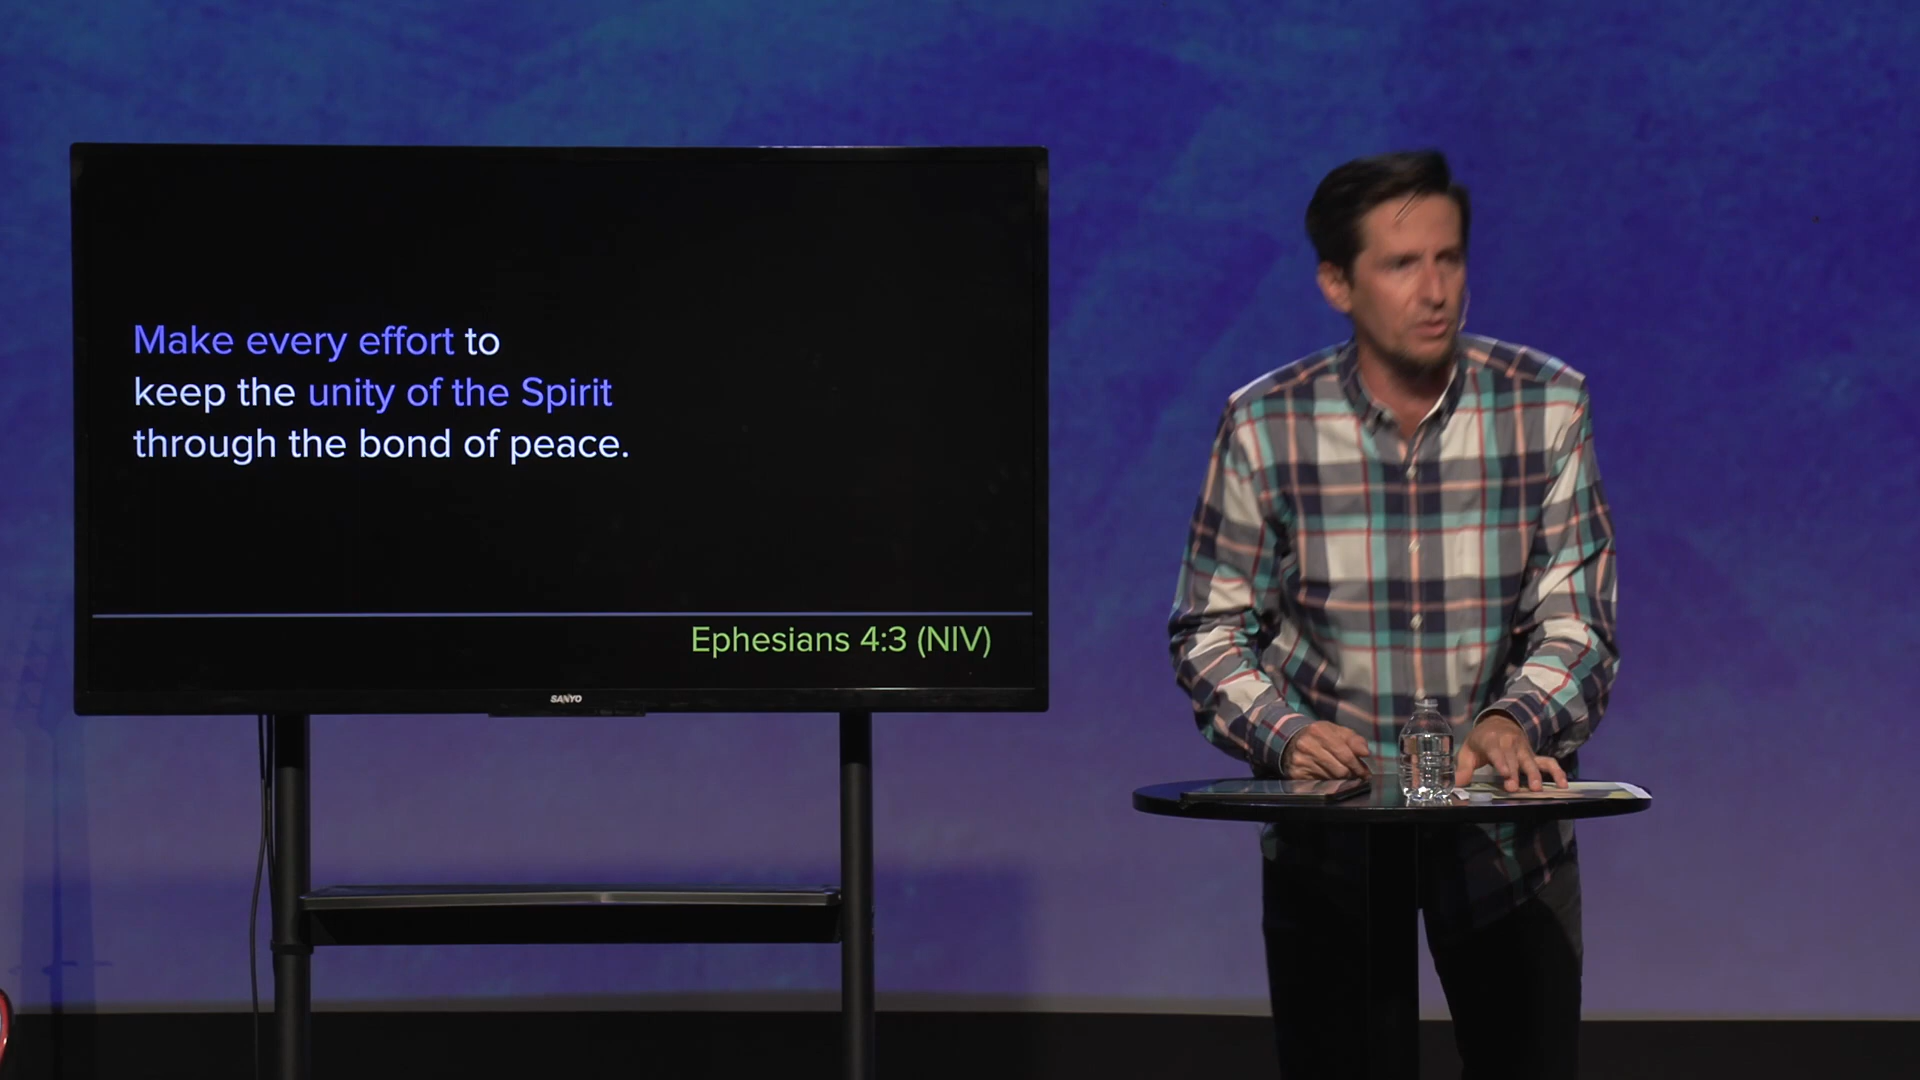 Make every effort to
keep the unity of the Spirit
through the bond of peace.
Ephesians 4:3 (NIV)
SANYO